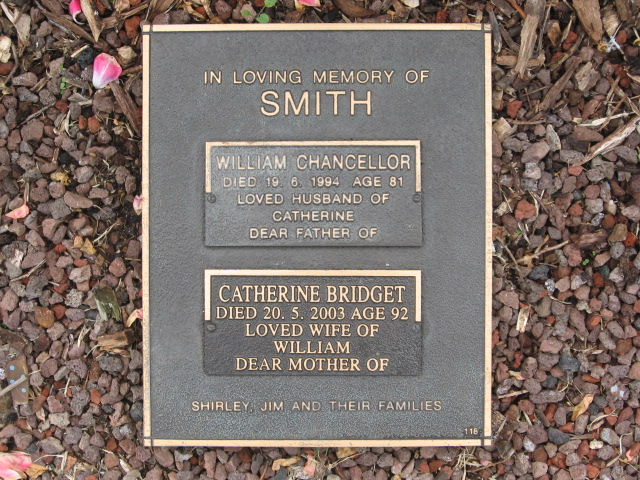 IN LOVING MEMORY OF
SMITH
WILLIAM CHANCELLOR
DIED 19. 6. 1994 AGE 81
LOVED HUSBAND OF
CATHERINE
DEAR FATHER OF
CATHERINE BRIDGET
DIED 20. 5. 2003 AGE 92
LOVED WIFE OF
WILLIAM
DEAR MOTHER OF
SHIRLEY, JIM AND THEIR FAMILIES